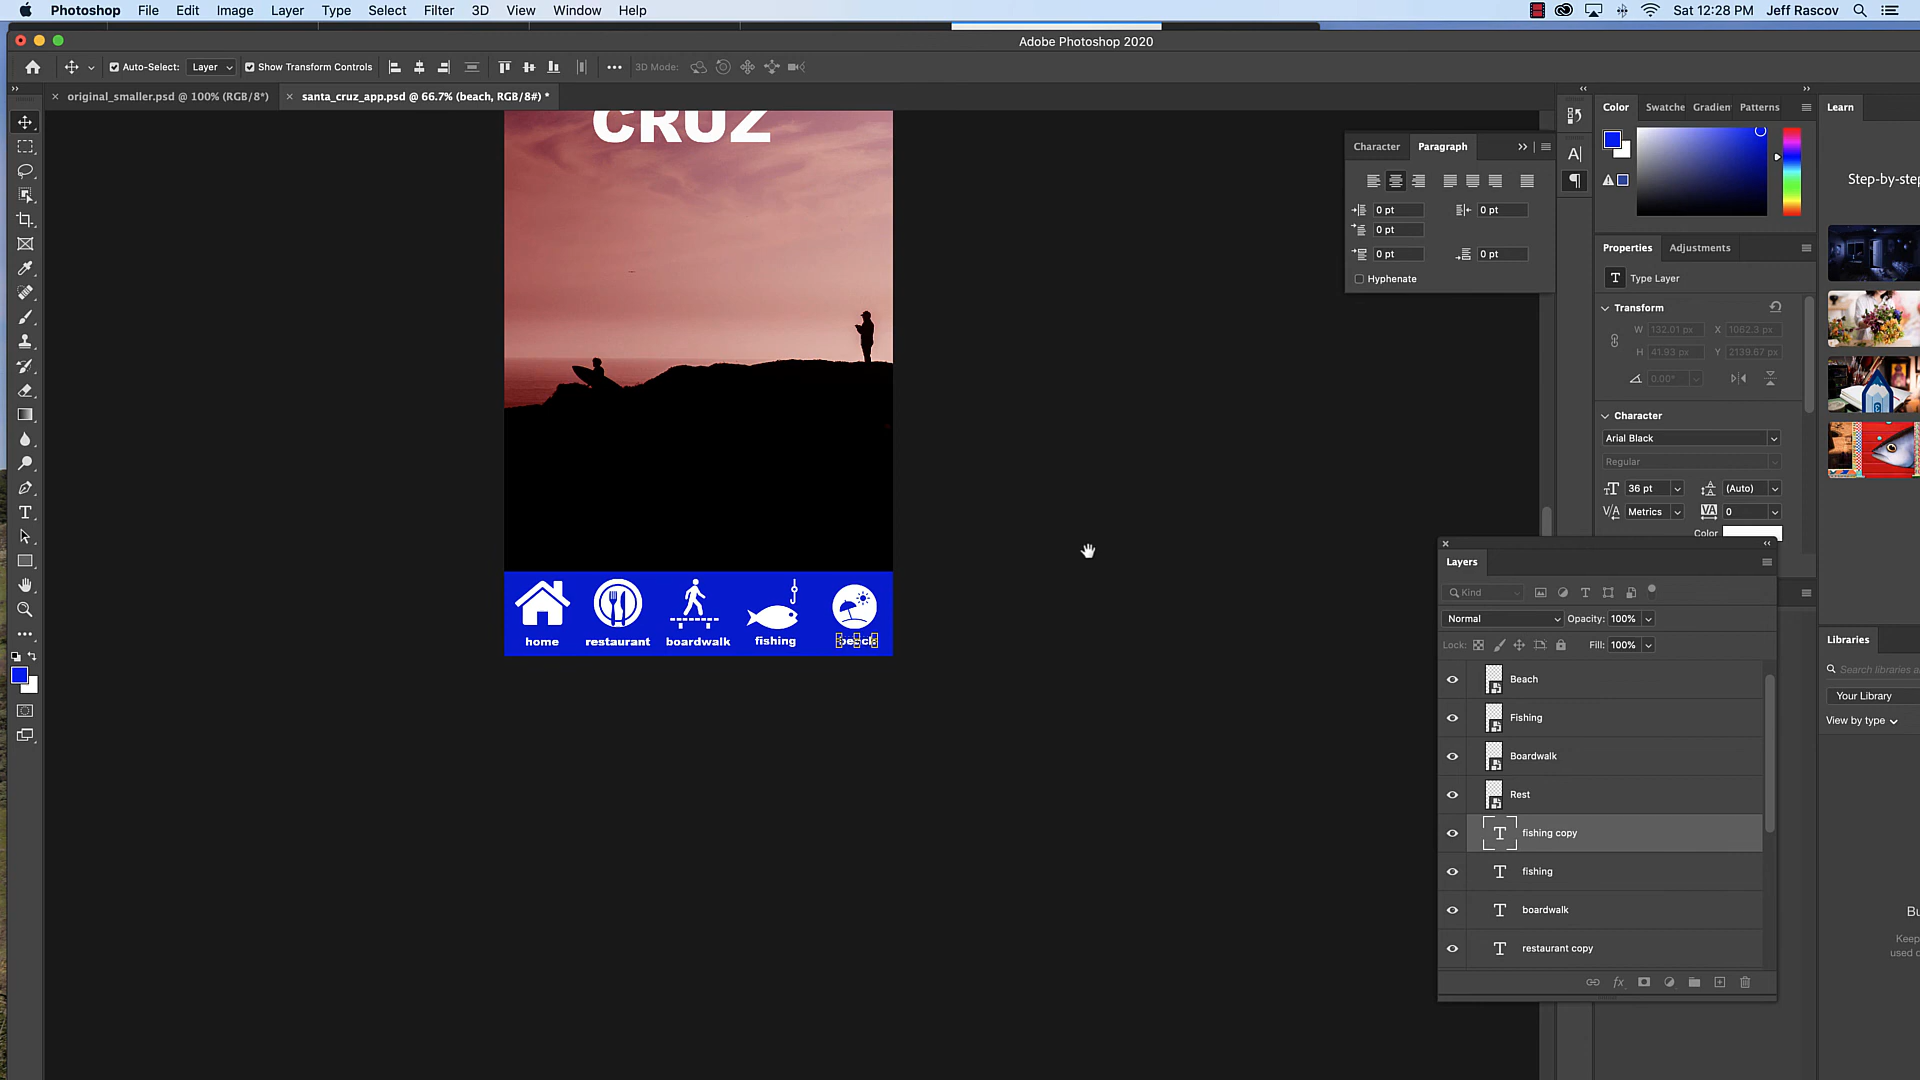 Photoshop File Edit Image Layer Type Select Filter 3D View Window Help
Sat 12:28 PM Jeff Rascov
Adobe Photoshop 2020
Auto-Select: Layer Show Transform Controls 3D Mode:
original_smaller.psd @ 100% (RGB/8*)
santa_cruz_app.psd @ 66.7% (beach, RGB/8#) *
CRUZ
home restaurant boardwalk fishing beach
Character Paragraph
0 pt 0 pt
0 pt
0 pt 0 pt
Hyphenate
Color Swatche Gradien Patterns
Properties Adjustments
T Type Layer
Transform
W 132.01 px X 1062.3 px
H 41.93 px Y 2139.67 px
0.00°
Character
Arial Black
Regular
36 pt (Auto)
Metrics 0
Color
Layers
Kind
Normal Opacity: 100%
Lock: Fill: 100%
Beach
Fishing
Boardwalk
Rest
T fishing copy
T fishing
T boardwalk
T restaurant copy
Learn
Step-by-step
Libraries
Search libraries
Your Library
View by type
Bu
Keep
used